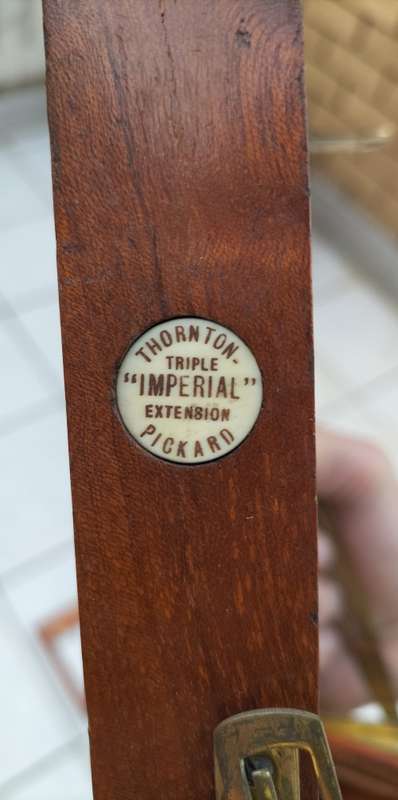 THORNTON-
TRIPLE
"IMPERIAL"
EXTENSION
PICKARD